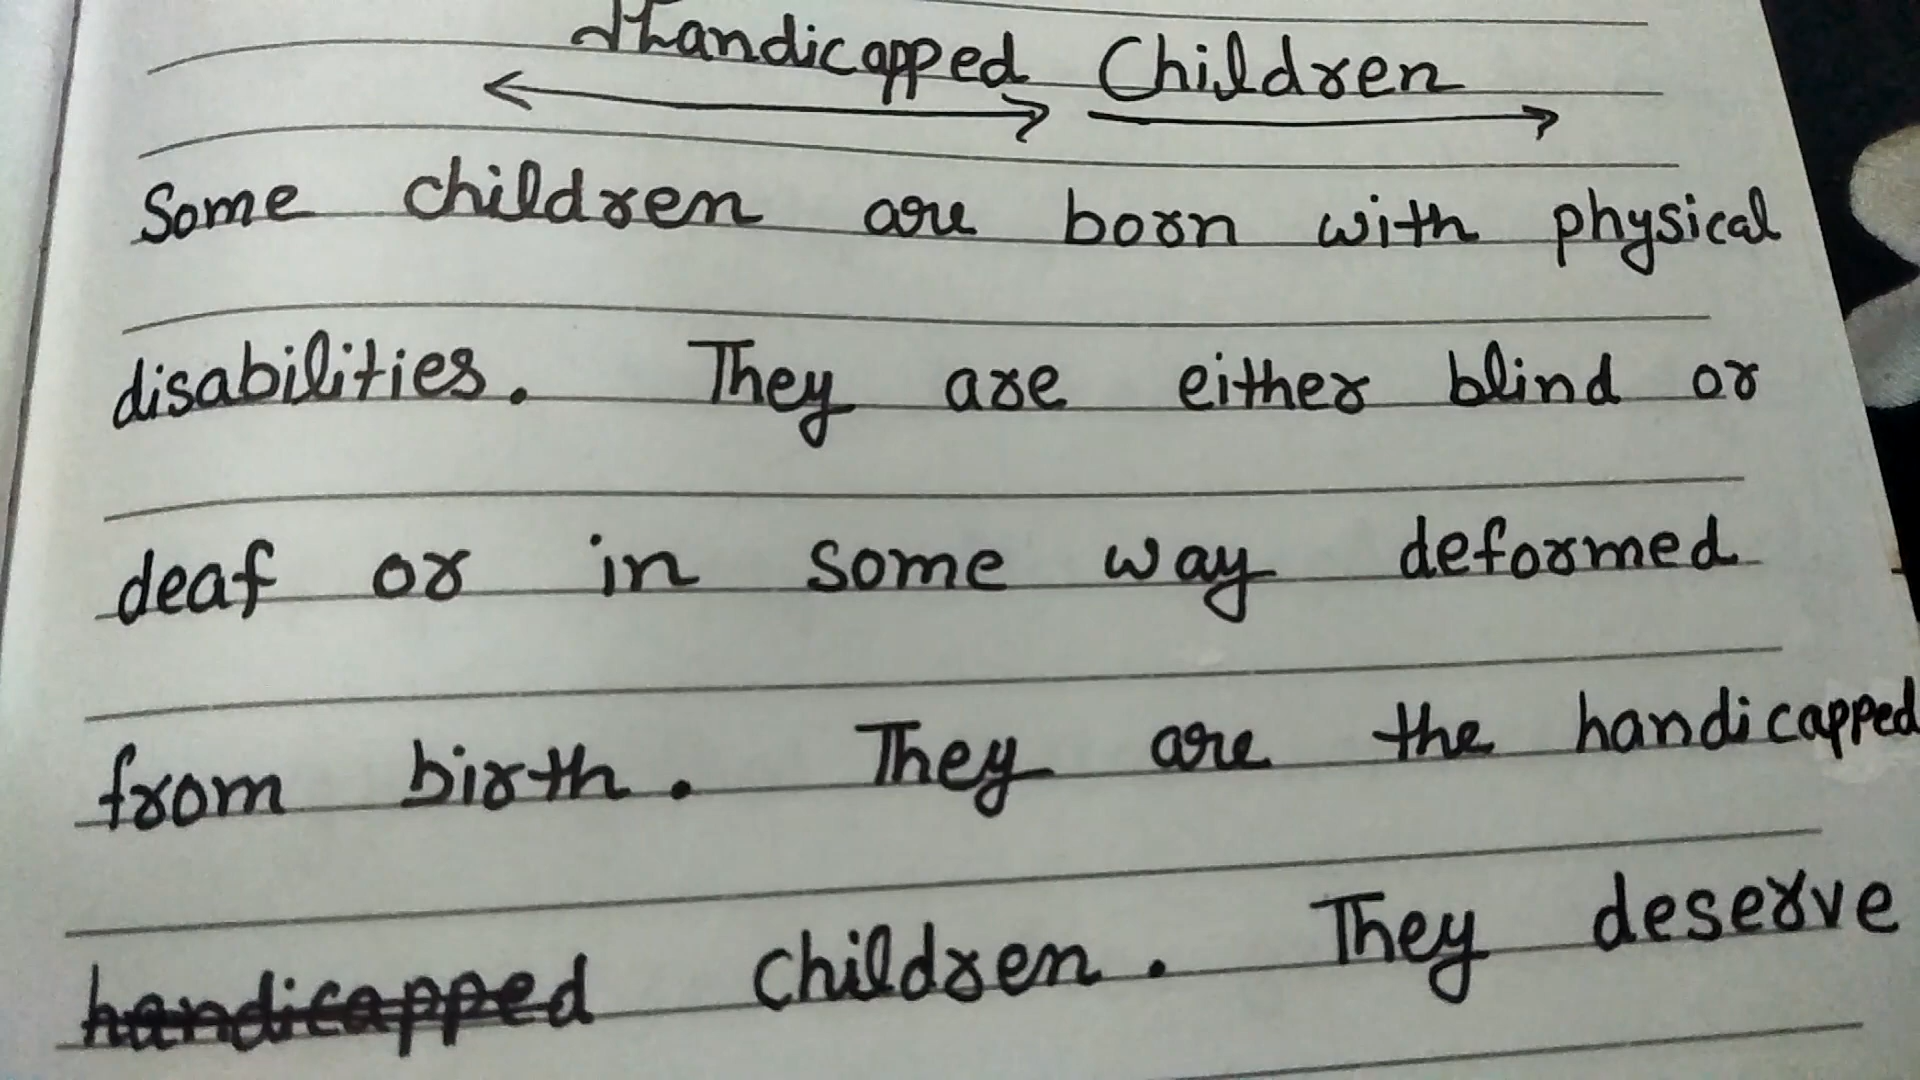 Handicapped Children
Some children are born with physical
disabilities. They are either blind or
deaf or in some way deformed
from birth. They are the handicapped
handicapped children. They deserve